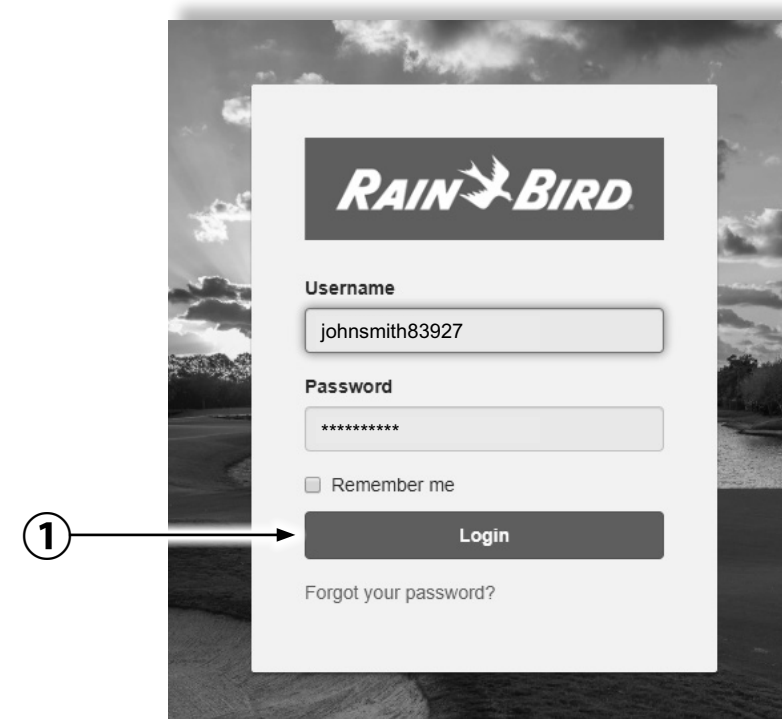 RAIN BIRD
Username
johnsmith83927
Password
**********
Remember me
1
Login
Forgot your password?